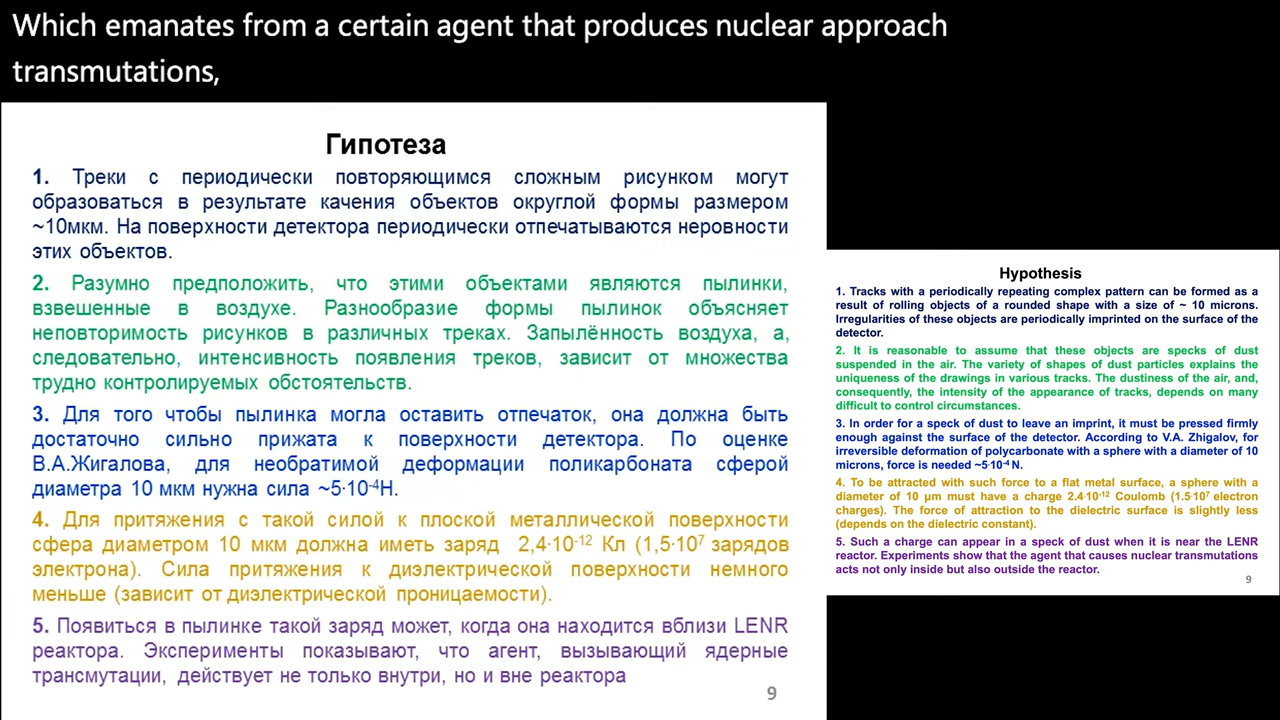 Which emanates from a certain agent that produces nuclear approach
transmutations,
Гипотеза
1. Треки с периодически повторяющимся сложным рисунком могут
образоваться в результате качения объектов округлой формы размером
~10мкм. На поверхности детектора периодически отпечатываются неровности
этих объектов.
2. Разумно предположить, что этими объектами являются пылинки,
взвешенные в воздухе. Разнообразие формы пылинок объясняет
неповторимость рисунков в различных треках. Запылённость воздуха, а,
следовательно, интенсивность появления треков, зависит от множества
трудно контролируемых обстоятельств.
3. Для того чтобы пылинка могла оставить отпечаток, она должна быть
достаточно сильно прижата к поверхности детектора. По оценке
В.А.Жигалова, для необратимой деформации поликарбоната сферой
диаметра 10 мкм нужна сила ~5·10⁻⁴Н.
4. Для притяжения с такой силой к плоской металлической поверхности
сфера диаметром 10 мкм должна иметь заряд 2,4·10⁻¹² Кл (1,5·10⁷ зарядов
электрона). Сила притяжения к диэлектрической поверхности немного
меньше (зависит от диэлектрической проницаемости).
5. Появиться в пылинке такой заряд может, когда она находится вблизи LENR
реактора. Эксперименты показывают, что агент, вызывающий ядерные
трансмутации, действует не только внутри, но и вне реактора
9
Hypothesis
1. Tracks with a periodically repeating complex pattern can be formed as a
result of rolling objects of a rounded shape with a size of ~ 10 microns.
Irregularities of these objects are periodically imprinted on the surface of the
detector.
2. It is reasonable to assume that these objects are specks of dust
suspended in the air. The variety of shapes of dust particles explains the
uniqueness of the drawings in various tracks. The dustiness of the air, and,
consequently, the intensity of the appearance of tracks, depends on many
difficult to control circumstances.
3. In order for a speck of dust to leave an imprint, it must be pressed firmly
enough against the surface of the detector. According to V.A. Zhigalov, for
irreversible deformation of polycarbonate with a sphere with a diameter of 10
microns, force is needed ~5·10⁻⁴ N.
4. To be attracted with such force to a flat metal surface, a sphere with a
diameter of 10 μm must have a charge 2.4·10⁻¹² Coulomb (1.5·10⁷ electron
charges). The force of attraction to the dielectric surface is slightly less
(depends on the dielectric constant).
5. Such a charge can appear in a speck of dust when it is near the LENR
reactor. Experiments show that the agent that causes nuclear transmutations
acts not only inside but also outside the reactor.
9